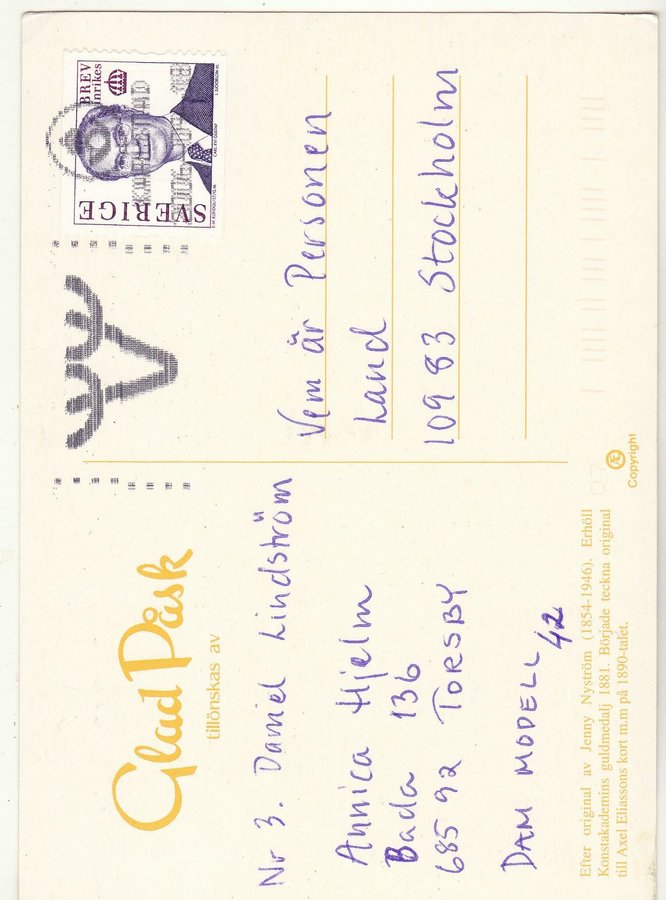 Glad Påsk
tillönskas av
Nr 3. Daniel Lindström
Annica Hjelm
Bada 136
685 92 TORSBY
DAM MODELL 42
Efter original av Jenny Nyström (1854-1946). Erhöll
Konstakademins guldmedalj 1881. Började teckna original
till Axel Eliassons kort m.m på 1890-talet.
Æ
Copyright
SVERIGE
BREV
inrikes
Vem är Personen
Land
109 83 Stockholm